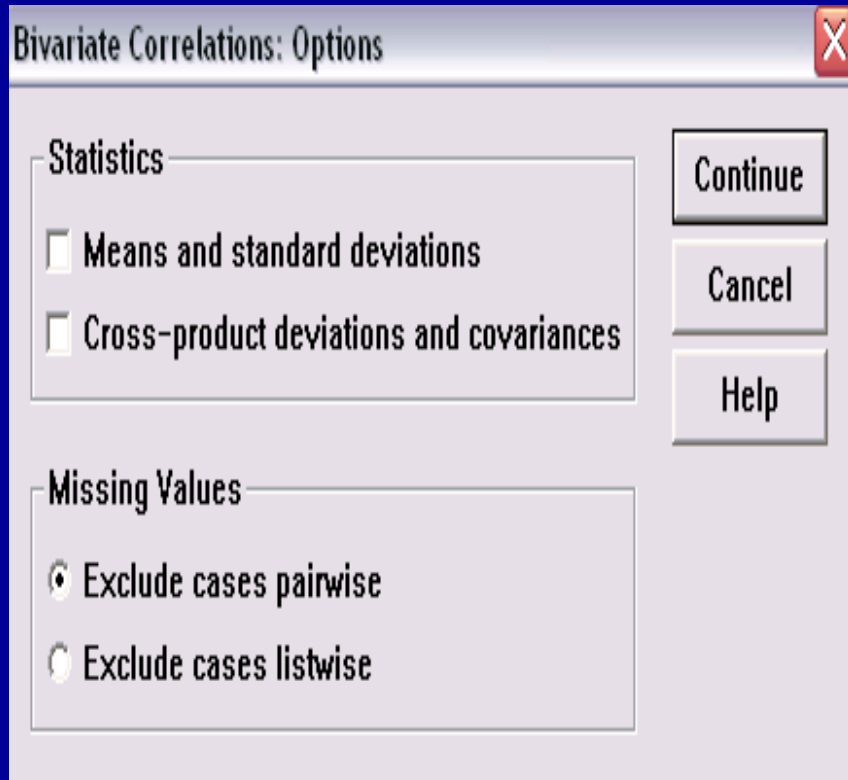 Bivariate Correlations: Options
Statistics
Means and standard deviations
Cross-product deviations and covariances
Continue
Cancel
Help
Missing Values
Exclude cases pairwise
Exclude cases listwise